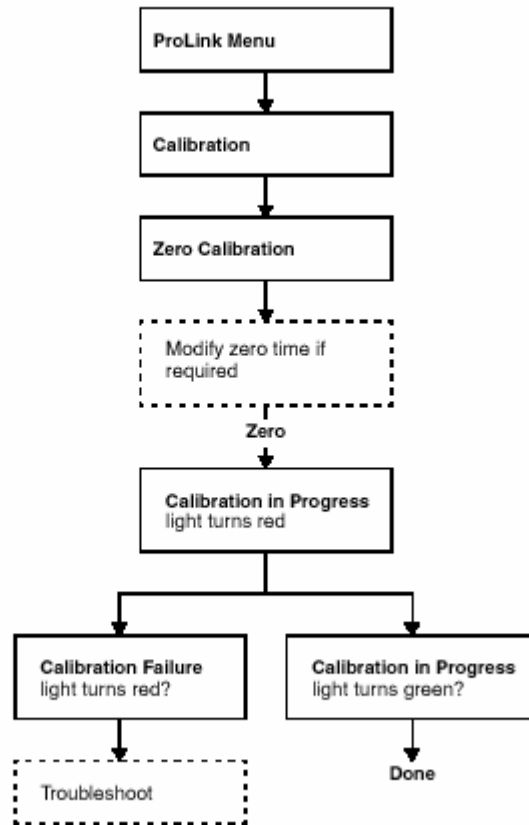 ProLink Menu
Calibration
Zero Calibration
Modify zero time if
required
Zero
Calibration in Progress
light turns red
Calibration Failure
light turns red?
Calibration in Progress
light turns green?
Troubleshoot
Done